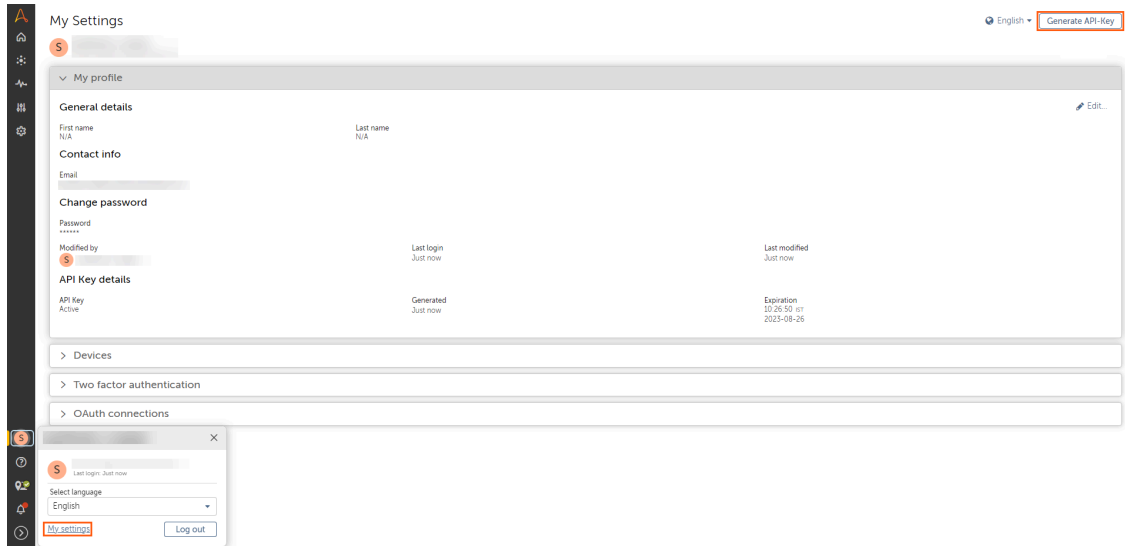 My Settings
English
Generate API-Key
S
My profile
General details
Edit...
First name
Last name
N/A
N/A
Contact info
Email
Change password
Password
******
Modified by
Last login
Last modified
S
Just now
Just now
API Key details
API Key
Generated
Expiration
Active
Just now
10:26:50 IST
2023-08-26
Devices
Two factor authentication
OAuth connections
S
S
Last login: Just now
Select language
English
My settings
Log out